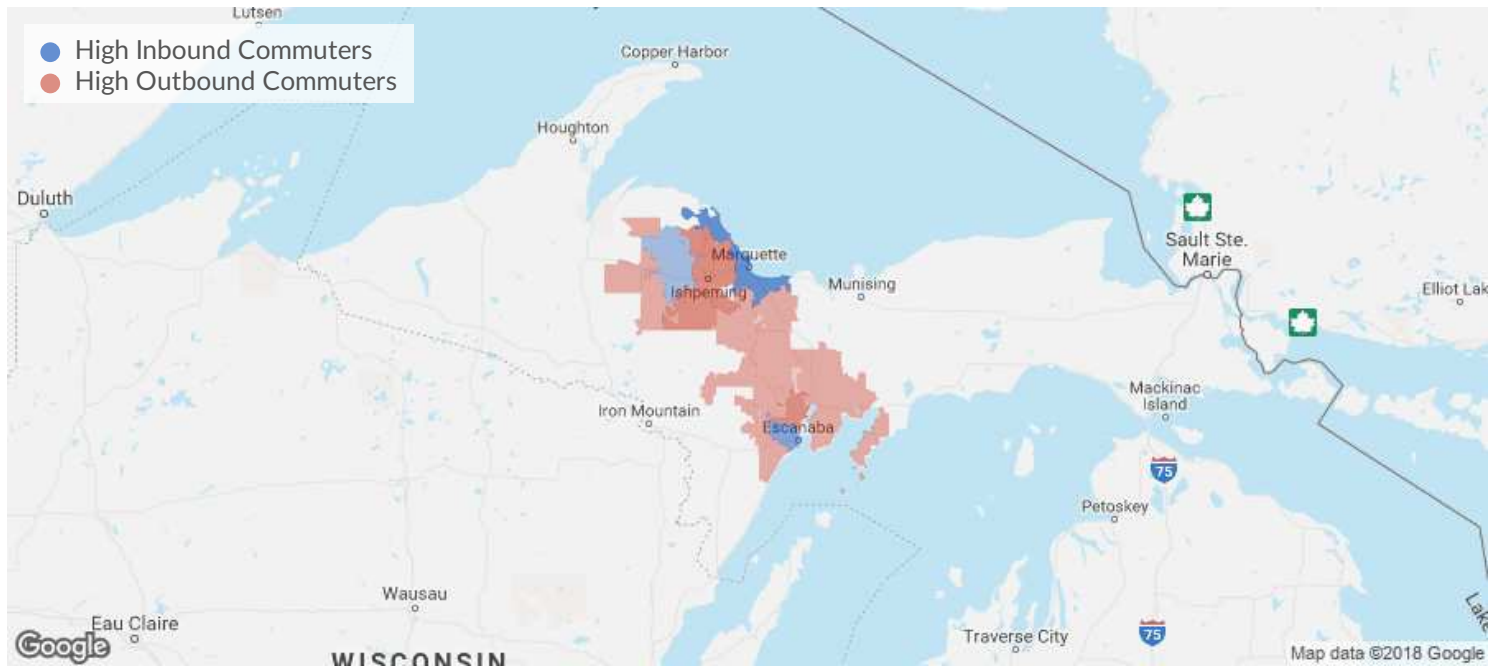 Lutsen
High Inbound Commuters
High Outbound Commuters
Copper Harbor
Houghton
Duluth
Sault Ste.
Marie
Marquette
Ishpeming
Munising
Elliot Lak
Mackinac
Island
Iron Mountain
Escanaba
75
Petoskey
Wausau
Eau Claire
Traverse City
75
Lake
Google
WISCONSIN
Map data ©2018 Google